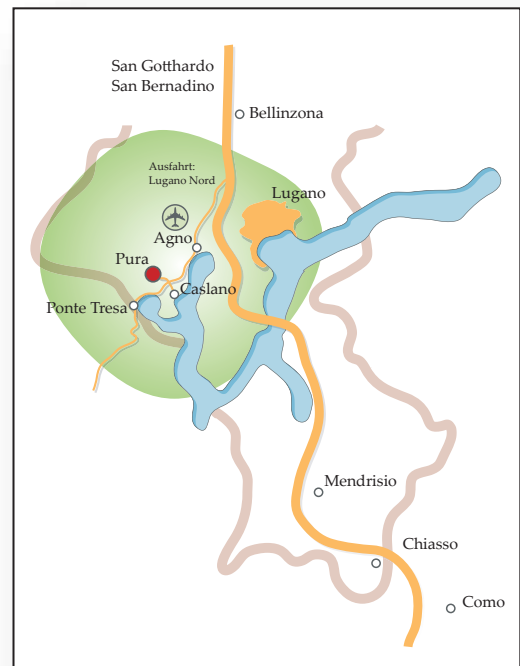 San Gotthardo
San Bernadino
Bellinzona
Ausfahrt:
Lugano Nord
Lugano
Agno
Pura
Caslano
Ponte Tresa
Mendrisio
Chiasso
Como